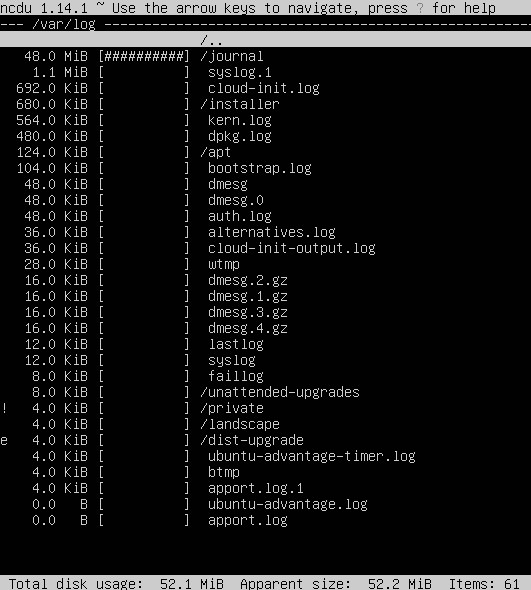 ncdu 1.14.1 ~ Use the arrow keys to navigate, press ? for help
--- /var/log ---------------------------------------------------
/..
48.0 MiB [##########] /journal
1.1 MiB [          ]  syslog.1
692.0 KiB [          ]  cloud-init.log
680.0 KiB [          ] /installer
564.0 KiB [          ]  kern.log
480.0 KiB [          ]  dpkg.log
124.0 KiB [          ] /apt
104.0 KiB [          ]  bootstrap.log
48.0 KiB [          ]  dmesg
48.0 KiB [          ]  dmesg.0
48.0 KiB [          ]  auth.log
36.0 KiB [          ]  alternatives.log
36.0 KiB [          ]  cloud-init-output.log
28.0 KiB [          ]  wtmp
16.0 KiB [          ]  dmesg.2.gz
16.0 KiB [          ]  dmesg.1.gz
16.0 KiB [          ]  dmesg.3.gz
16.0 KiB [          ]  dmesg.4.gz
12.0 KiB [          ]  lastlog
12.0 KiB [          ]  syslog
8.0 KiB [          ]  faillog
8.0 KiB [          ] /unattended-upgrades
! 4.0 KiB [          ] /private
4.0 KiB [          ] /landscape
e 4.0 KiB [          ] /dist-upgrade
4.0 KiB [          ]  ubuntu-advantage-timer.log
4.0 KiB [          ]  btmp
4.0 KiB [          ]  apport.log.1
0.0   B [          ]  ubuntu-advantage.log
0.0   B [          ]  apport.log
Total disk usage:  52.1 MiB  Apparent size:  52.2 MiB  Items: 61